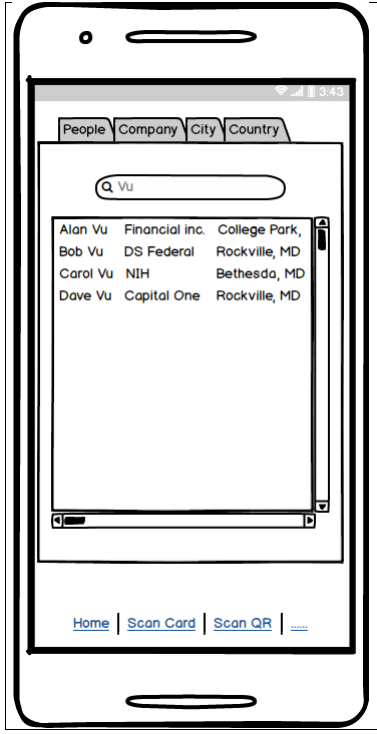 3:43
People Company City Country
Vu
Alan Vu Financial inc. College Park,
Bob Vu DS Federal Rockville, MD
Carol Vu NIH Bethesda, MD
Dave Vu Capital One Rockville, MD
Home | Scan Card | Scan QR | ......